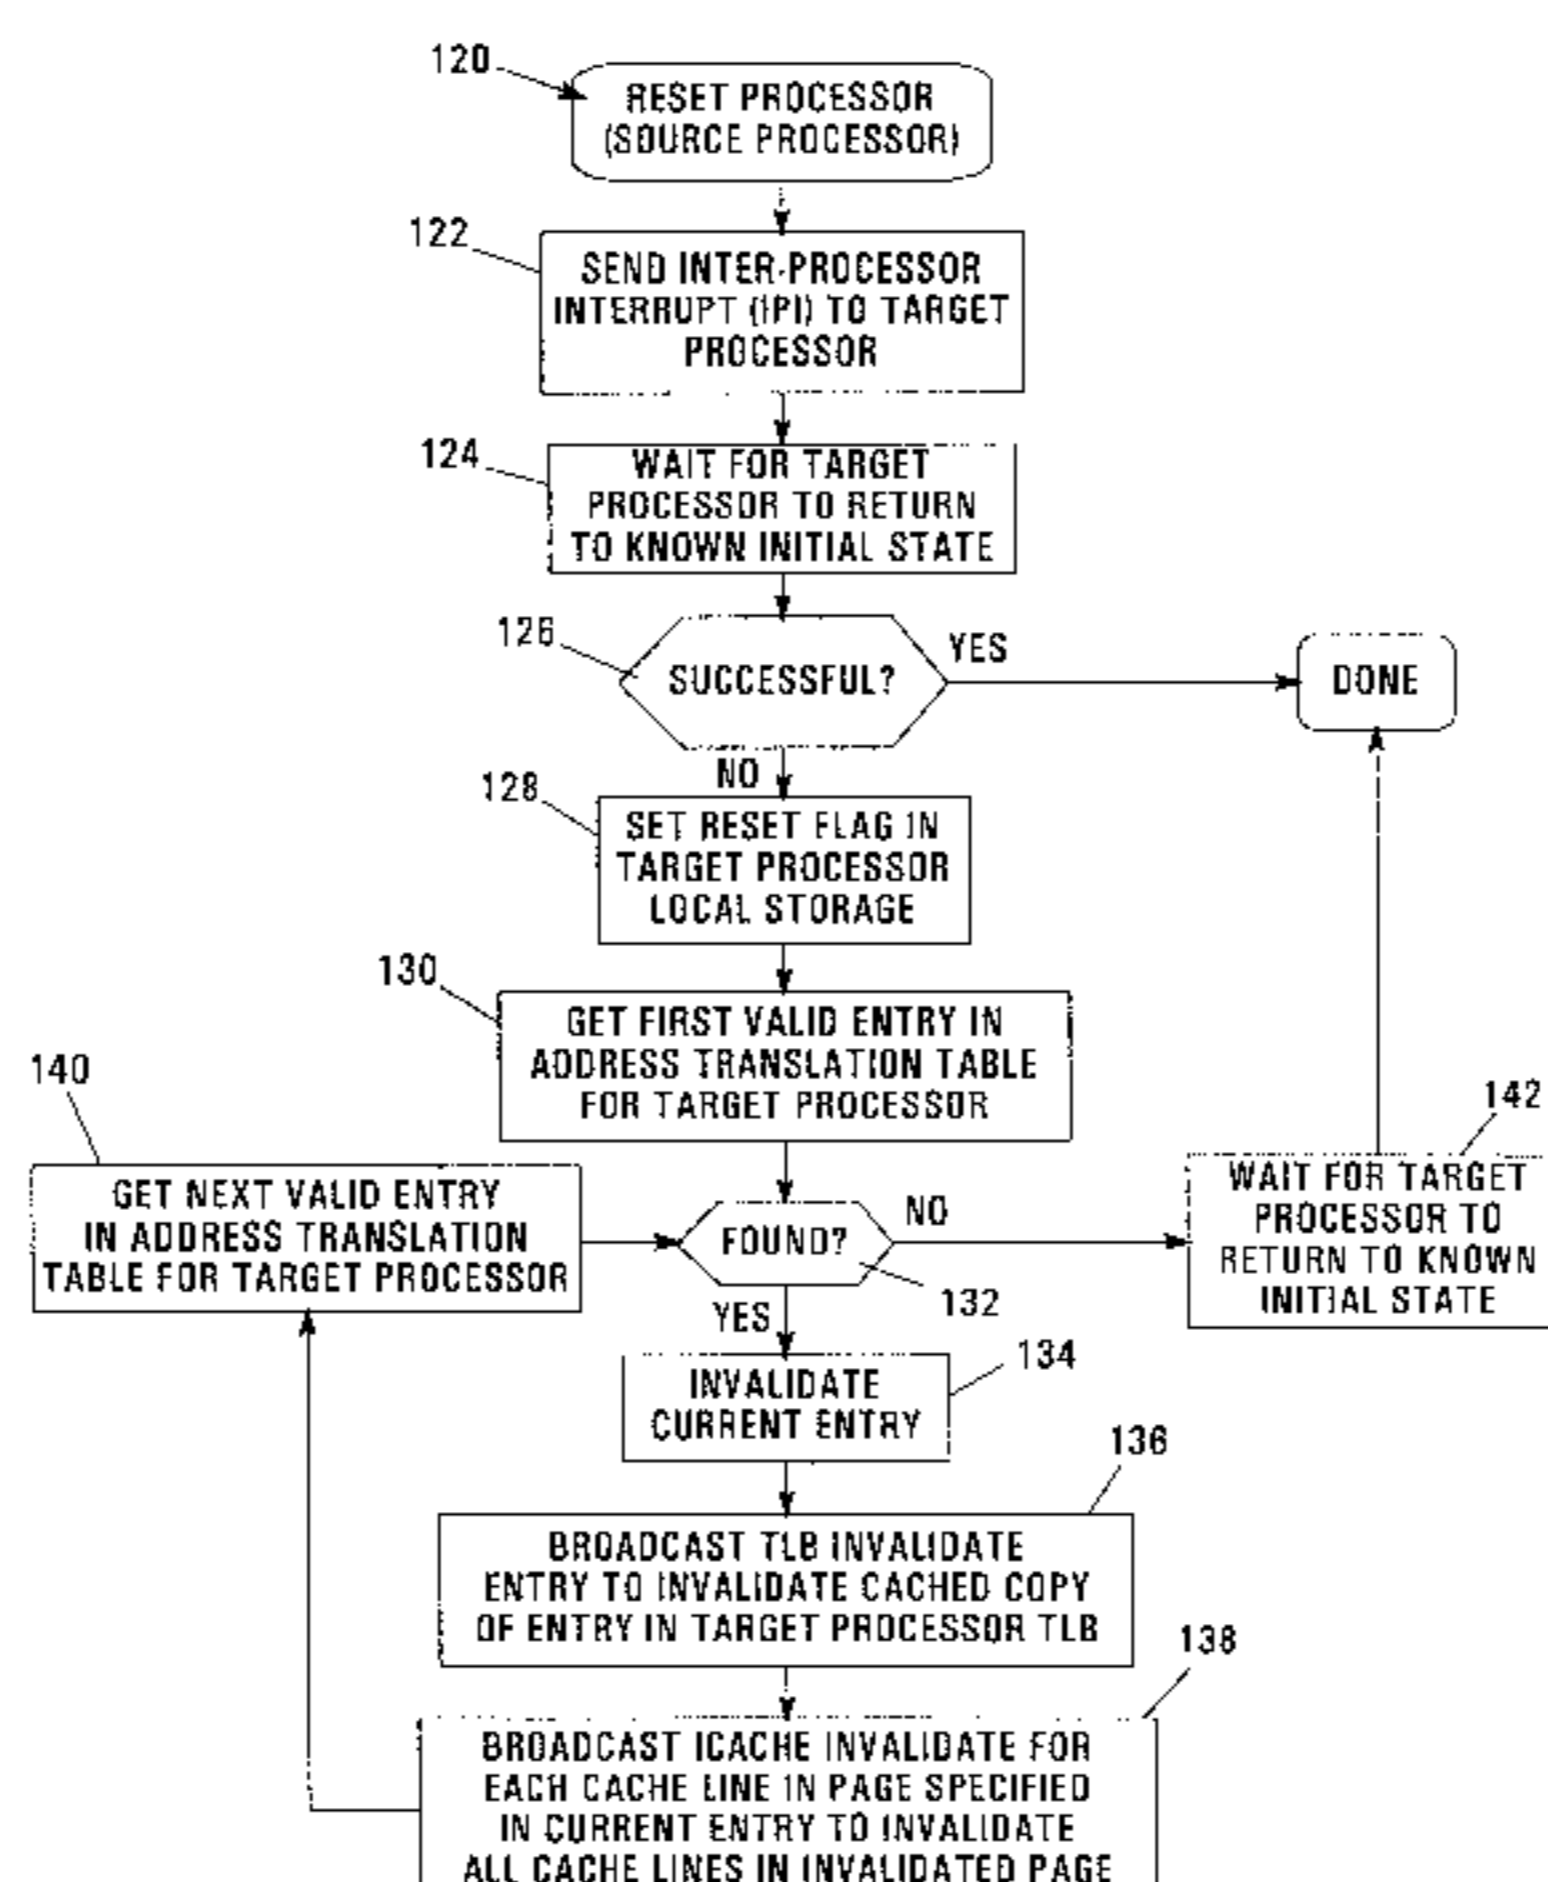 120
RESET PROCESSOR
(SOURCE PROCESSOR)
122
SEND INTER-PROCESSOR
INTERRUPT (IPI) TO TARGET
PROCESSOR
124
WAIT FOR TARGET
PROCESSOR TO RETURN
TO KNOWN INITIAL STATE
126
SUCCESSFUL?
YES
DONE
NO
128
SET RESET FLAG IN
TARGET PROCESSOR
LOCAL STORAGE
130
GET FIRST VALID ENTRY IN
ADDRESS TRANSLATION TABLE
FOR TARGET PROCESSOR
140
GET NEXT VALID ENTRY
IN ADDRESS TRANSLATION
TABLE FOR TARGET PROCESSOR
FOUND?
NO
132
142
WAIT FOR TARGET
PROCESSOR TO
RETURN TO KNOWN
INITIAL STATE
YES
134
INVALIDATE
CURRENT ENTRY
136
BROADCAST TLB INVALIDATE
ENTRY TO INVALIDATE CACHED COPY
OF ENTRY IN TARGET PROCESSOR TLB
138
BROADCAST ICACHE INVALIDATE FOR
EACH CACHE LINE IN PAGE SPECIFIED
IN CURRENT ENTRY TO INVALIDATE
ALL CACHE LINES IN INVALIDATED PAGE